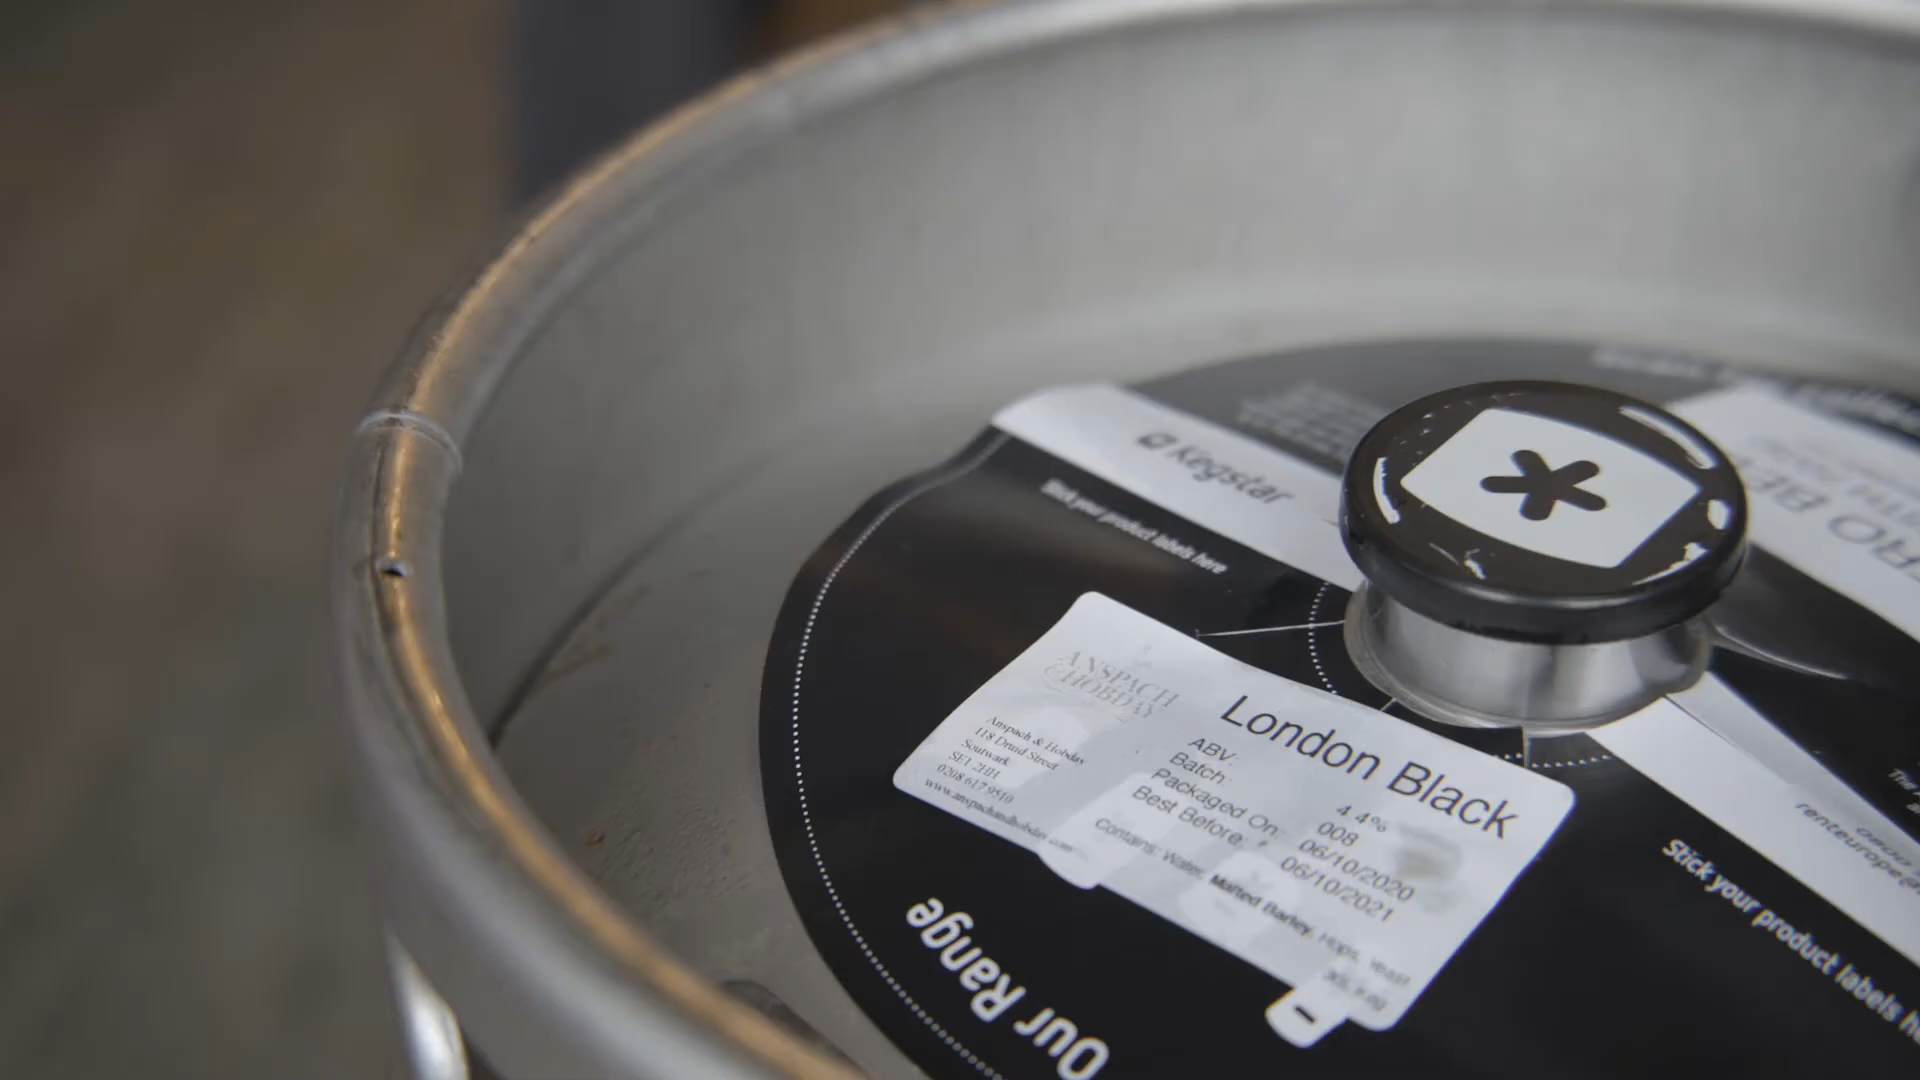 Kegstar
Stick your product labels here
ANSPACH
& HOBDAY
Anspach & Hobday
118 Druid Street
Soutwark
SE1 2HH
0208 617 9510
www.anspachandhobday.com
London Black
ABV: 4.4%
Batch: 008
Packaged On: 06/10/2020
Best Before: 06/10/2021
Contains: Water, Malted Barley, Hops, Yeast
30L Keg
Our Range
Stick your product labels
renteurope@